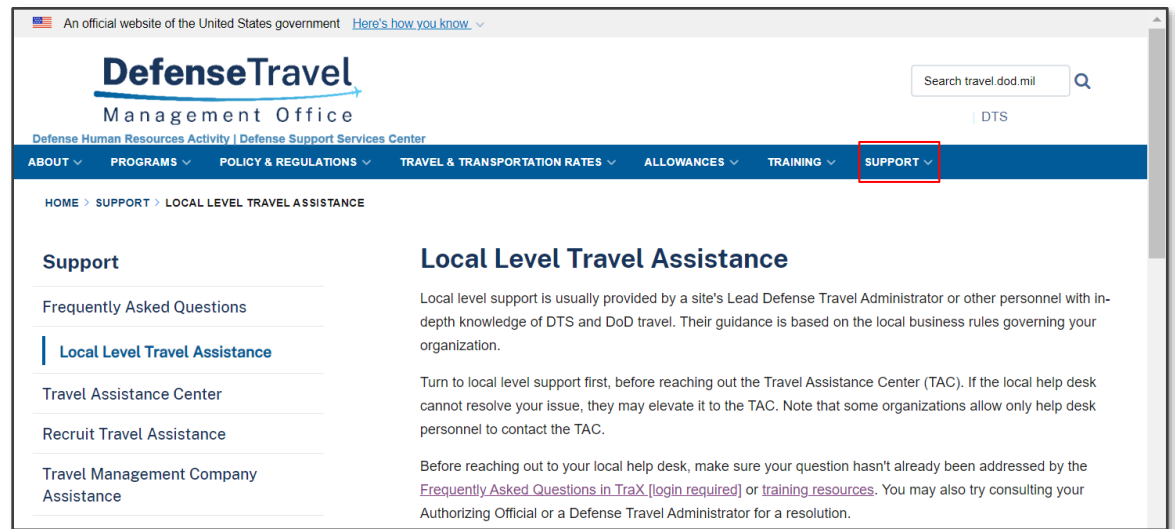 An official website of the United States government Here's how you know
DefenseTravel
Management Office
Defense Human Resources Activity | Defense Support Services Center
Search travel.dod.mil
DTS
ABOUT PROGRAMS POLICY & REGULATIONS TRAVEL & TRANSPORTATION RATES ALLOWANCES TRAINING SUPPORT
HOME > SUPPORT > LOCAL LEVEL TRAVEL ASSISTANCE
Support
Frequently Asked Questions
Local Level Travel Assistance
Travel Assistance Center
Recruit Travel Assistance
Travel Management Company
Assistance
Local Level Travel Assistance
Local level support is usually provided by a site's Lead Defense Travel Administrator or other personnel with in-
depth knowledge of DTS and DoD travel. Their guidance is based on the local business rules governing your
organization.
Turn to local level support first, before reaching out the Travel Assistance Center (TAC). If the local help desk
cannot resolve your issue, they may elevate it to the TAC. Note that some organizations allow only help desk
personnel to contact the TAC.
Before reaching out to your local help desk, make sure your question hasn't already been addressed by the
Frequently Asked Questions in TraX [login required] or training resources. You may also try consulting your
Authorizing Official or a Defense Travel Administrator for a resolution.